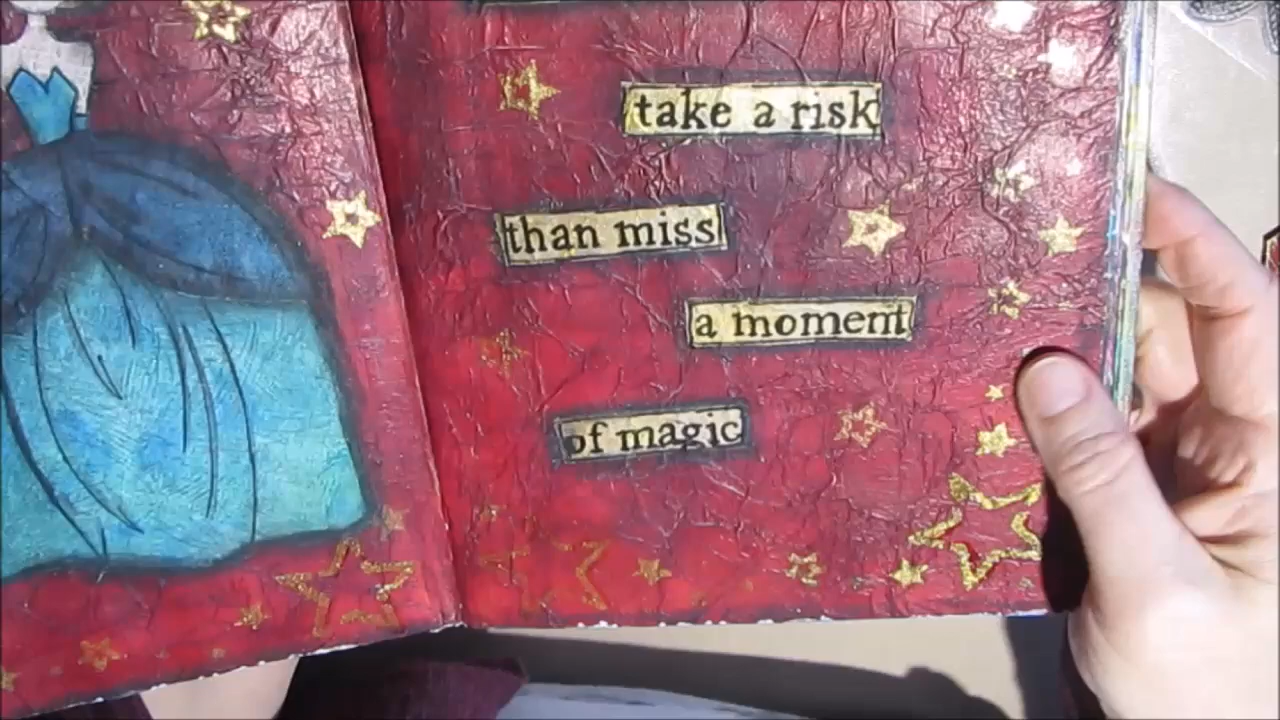 take a risk
than miss
a moment
of magic